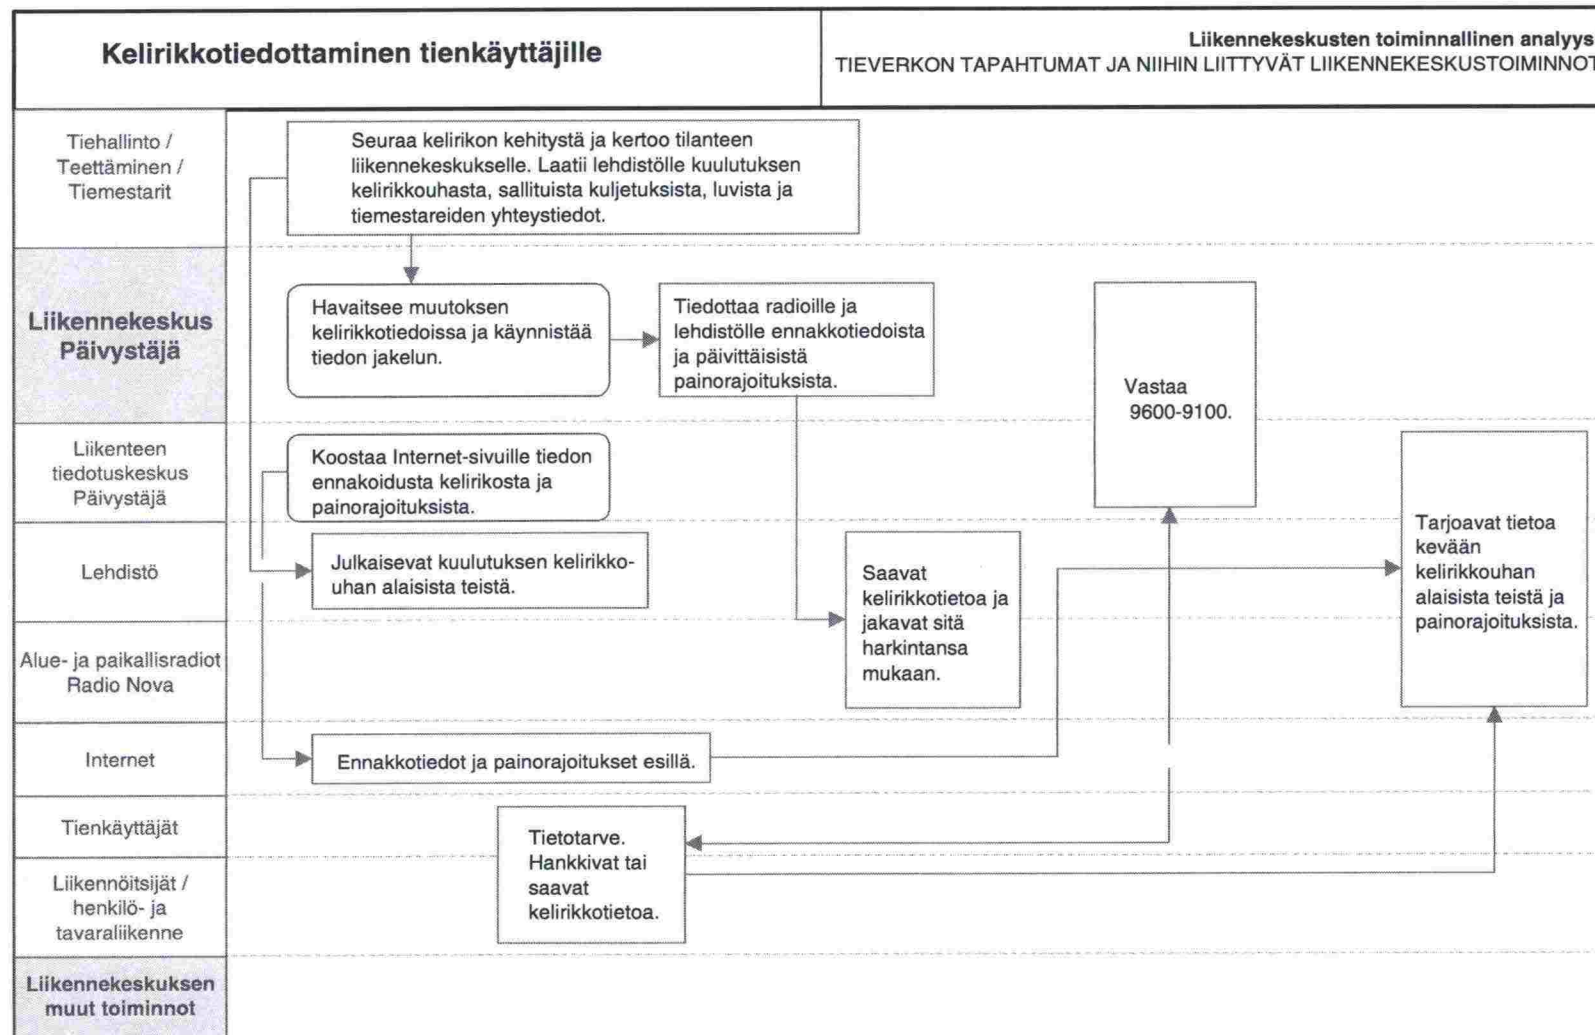 Kelirikkotiedottaminen tienkäyttäjille
Liikennekeskusten toiminnallinen analyys
TIEVERKON TAPAHTUMAT JA NIIHIN LIITTYVÄT LIIKENNEKESKUSTOIMINNOT
Tiehallinto /
Teettäminen /
Tiemestarit
Seuraa kelirikon kehitystä ja kertoo tilanteen
liikennekeskukselle. Laatii lehdistölle kuulutuksen
kelirikkouhasta, sallituista kuljetuksista, luvista ja
tiemestareiden yhteystiedot.
Liikennekeskus
Päivystäjä
Havaitsee muutoksen
kelirikkotiedoissa ja käynnistää
tiedon jakelun.
Tiedottaa radioille ja
lehdistölle ennakkotiedoista
ja päivittäisistä
painorajoituksista.
Vastaa
9600-9100.
Liikenteen
tiedotuskeskus
Päivystäjä
Koostaa Internet-sivuille tiedon
ennakoidusta kelirikosta ja
painorajoituksista.
Tarjoavat tietoa
kevään
kelirikkouhan
alaisista teistä ja
painorajoituksista.
Lehdistö
Julkaisevat kuulutuksen kelirikko-
uhan alaisista teistä.
Saavat
kelirikkotietoa ja
jakavat sitä
harkintansa
mukaan.
Alue- ja paikallisradiot
Radio Nova
Internet
Ennakkotiedot ja painorajoitukset esillä.
Tienkäyttäjät
Tietotarve.
Hankkivat tai
saavat
kelirikkotietoa.
Liikennöitsijät /
henkilö- ja
tavaraliikenne
Liikennekeskuksen
muut toiminnot